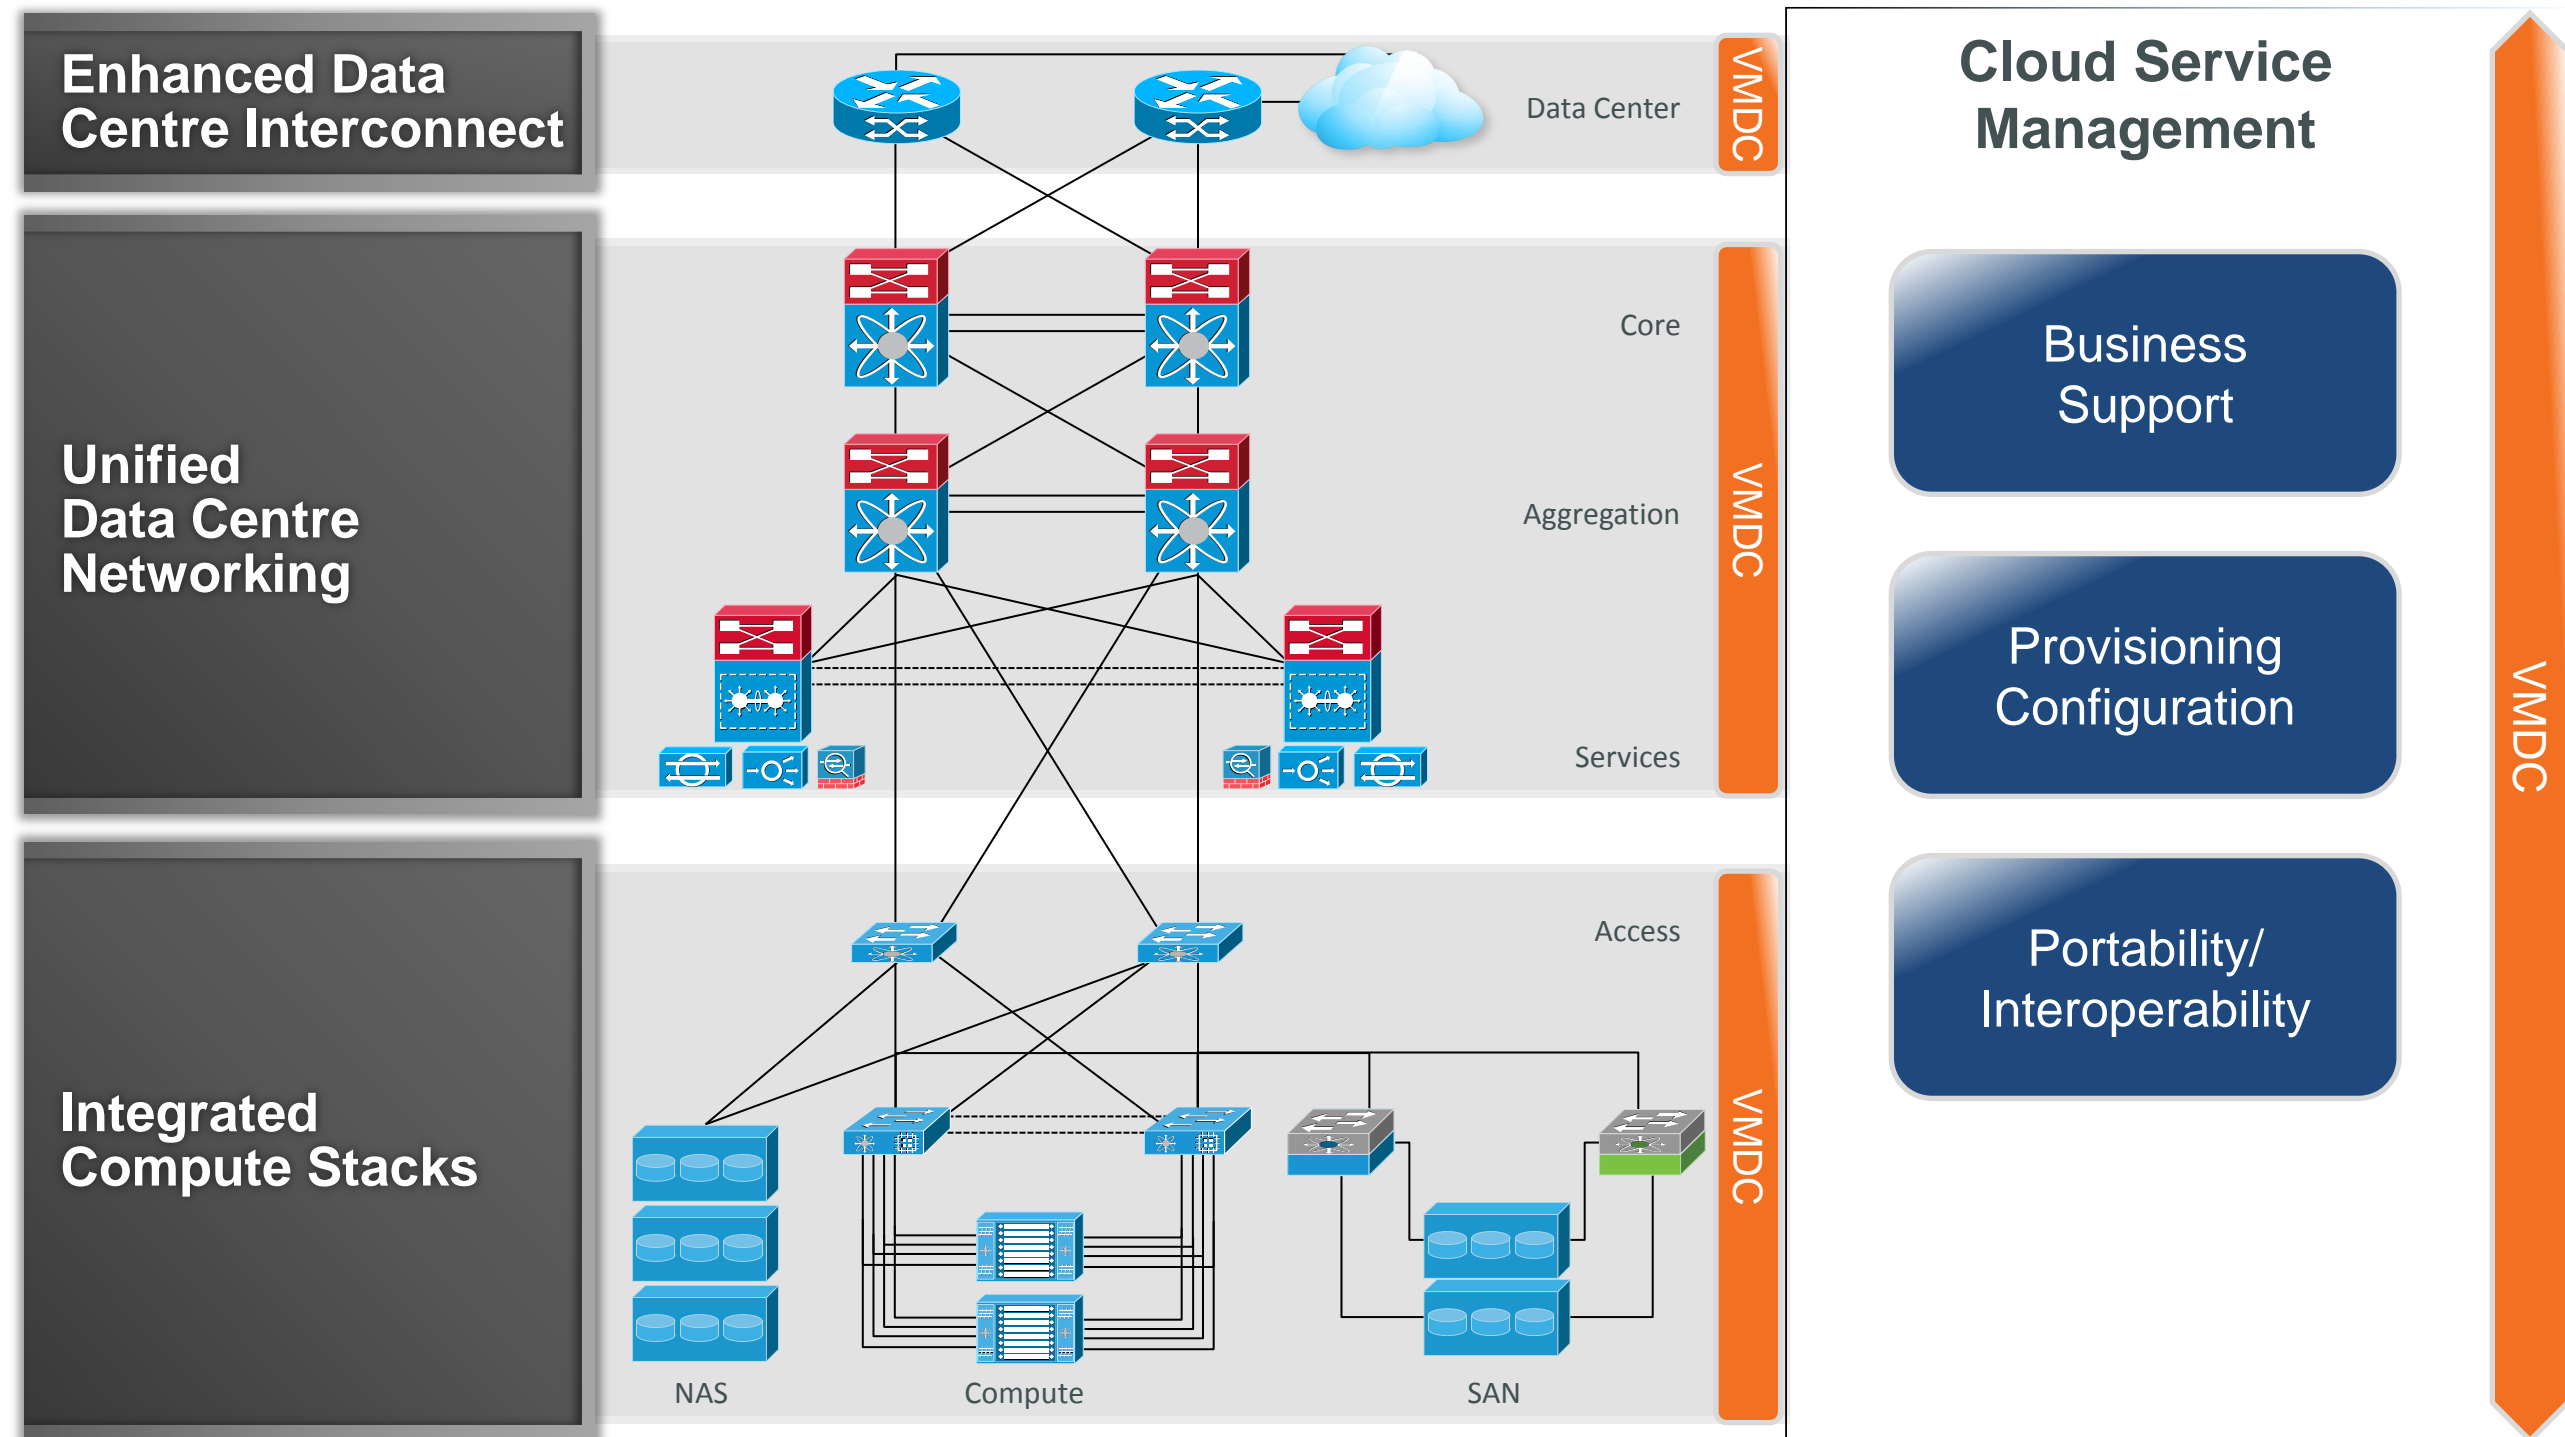 Enhanced Data
Centre Interconnect
Data Center
VMDC
Unified
Data Centre
Networking
Core
Aggregation
Services
VMDC
Integrated
Compute Stacks
Access
NAS
Compute
SAN
VMDC
Cloud Service
Management
Business
Support
Provisioning
Configuration
Portability/
Interoperability
VMDC